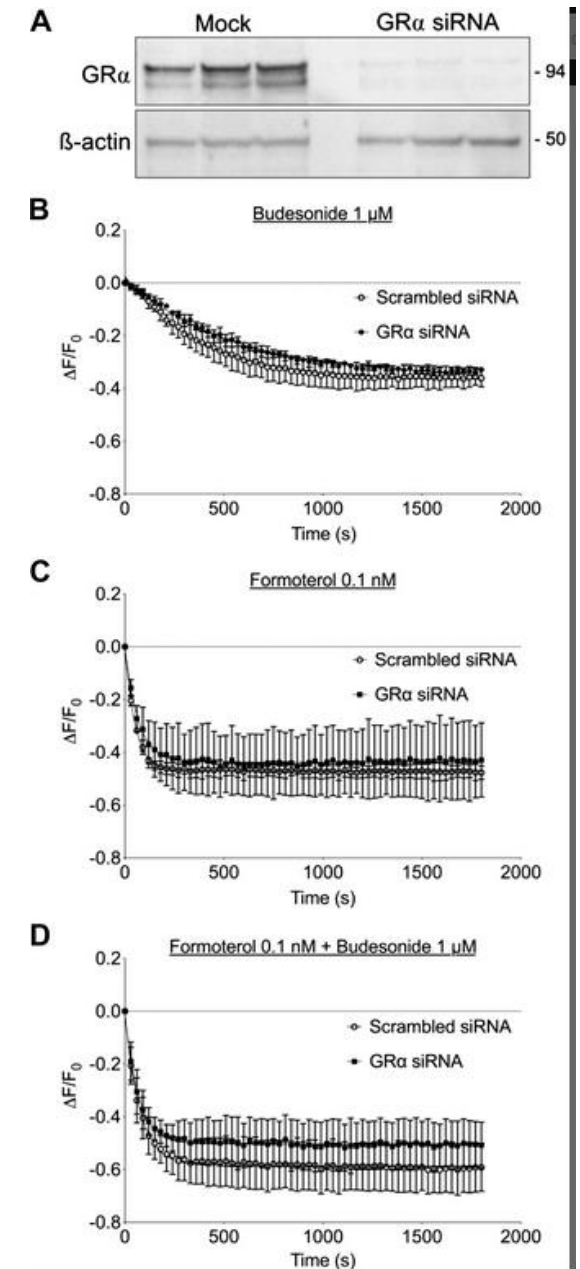 A
Mock GRα siRNA
GRα - 94
ß-actin - 50
B
Budesonide 1 µM
0.2
0.0
-0.2
-0.4
-0.6
-0.8
ΔF/F0
Scrambled siRNA
GRα siRNA
0 500 1000 1500 2000
Time (s)
C
Formoterol 0.1 nM
0.2
0.0
-0.2
-0.4
-0.6
-0.8
ΔF/F0
Scrambled siRNA
GRα siRNA
0 500 1000 1500 2000
Time (s)
D
Formoterol 0.1 nM + Budesonide 1 µM
0.2
0.0
-0.2
-0.4
-0.6
-0.8
ΔF/F0
Scrambled siRNA
GRα siRNA
0 500 1000 1500 2000
Time (s)